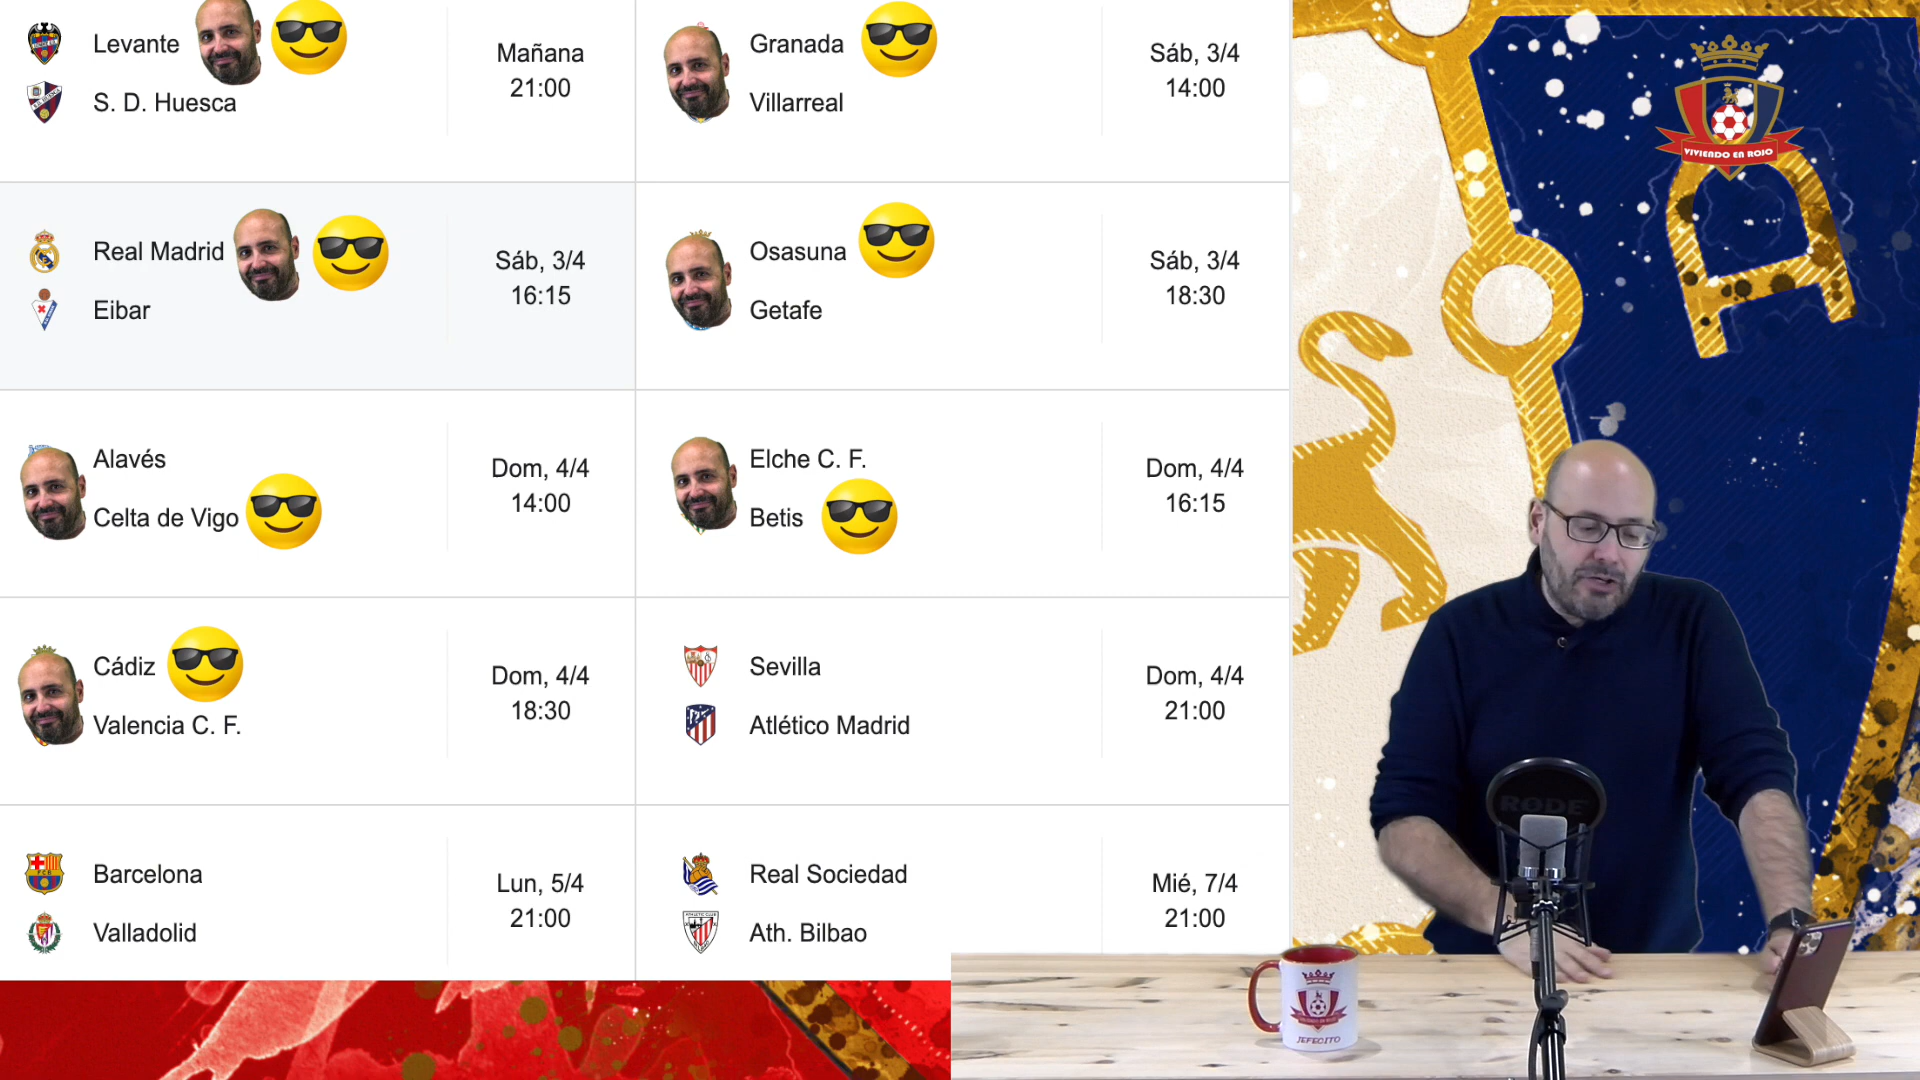 Levante
S. D. Huesca
Mañana
21:00
Granada
Villarreal
Sáb, 3/4
14:00
Real Madrid
Eibar
Sáb, 3/4
16:15
Osasuna
Getafe
Sáb, 3/4
18:30
Alavés
Celta de Vigo
Dom, 4/4
14:00
Elche C. F.
Betis
Dom, 4/4
16:15
Cádiz
Valencia C. F.
Dom, 4/4
18:30
Sevilla
Atlético Madrid
Dom, 4/4
21:00
Barcelona
Valladolid
Lun, 5/4
21:00
Real Sociedad
Ath. Bilbao
Mié, 7/4
21:00
VIVIENDO EN ROJO
RØDE
JEFECITO